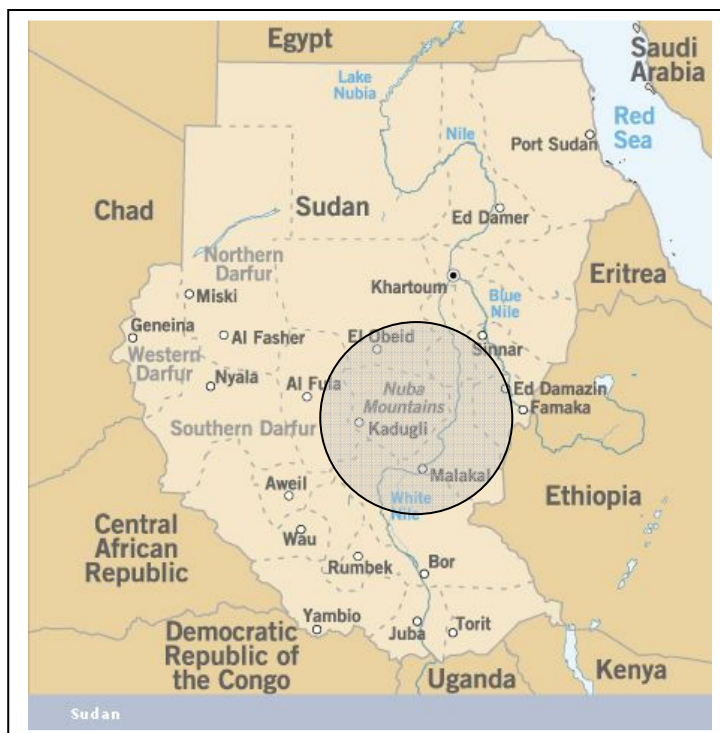 Egypt
Saudi
Arabia
Lake
Nubia
Red
Sea
Nile
Port Sudan
Chad
Sudan
Ed Damer
Northern
Darfur
Khartoum
Eritrea
Miski
Blue
Nile
Geneina
Al Fasher
El Obeid
Sinnar
Western
Darfur
Nyala
Al Fula
Nuba
Mountains
Ed Damazin
Famaka
Southern Darfur
Kadugli
Malakal
Aweil
White
Nile
Ethiopia
Central
African
Republic
Wau
Rumbek
Bor
Yambio
Juba
Torit
Democratic
Republic of
the Congo
Uganda
Kenya
Sudan